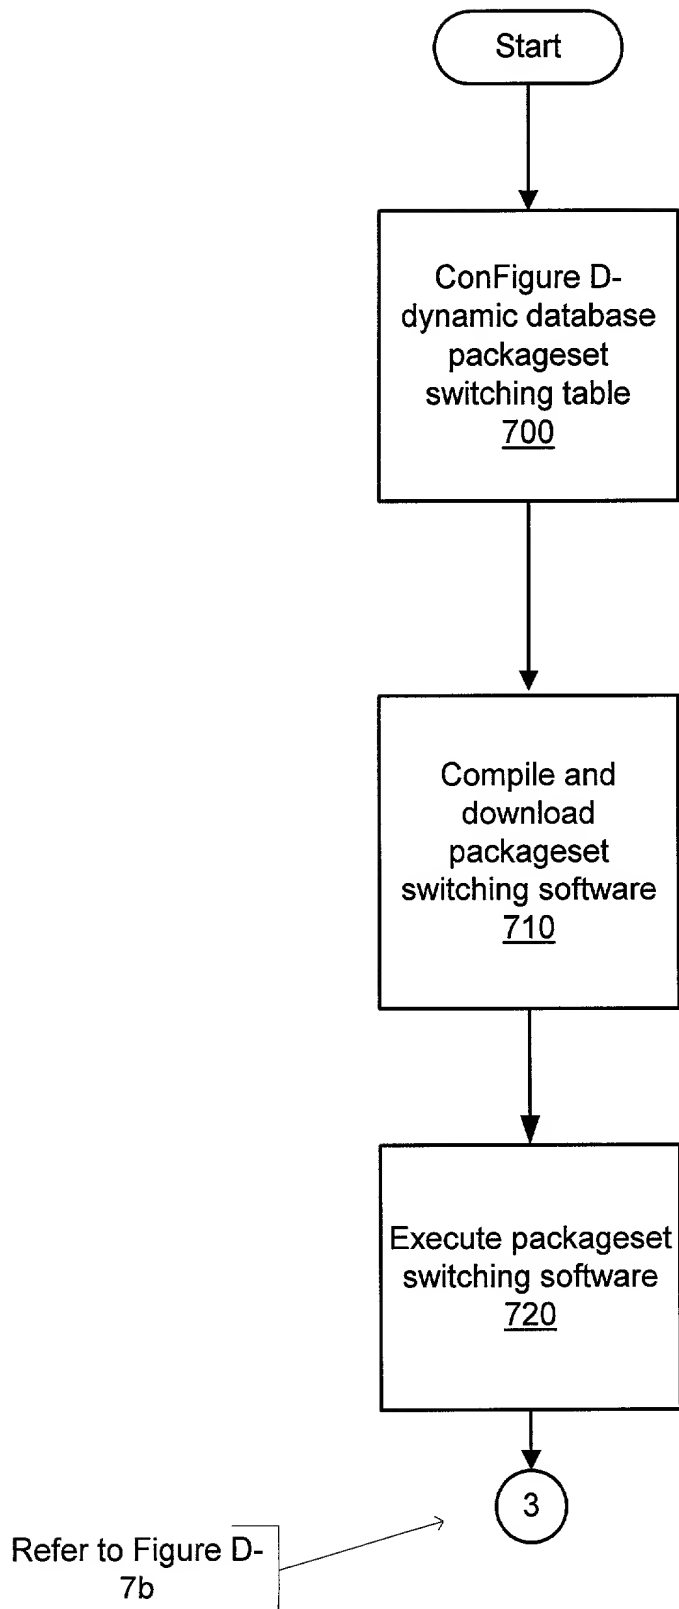 Start
ConFigure D-
dynamic database
packageset
switching table
700
Compile and
download
packageset
switching software
710
Execute packageset
switching software
720
3
Refer to Figure D-
7b